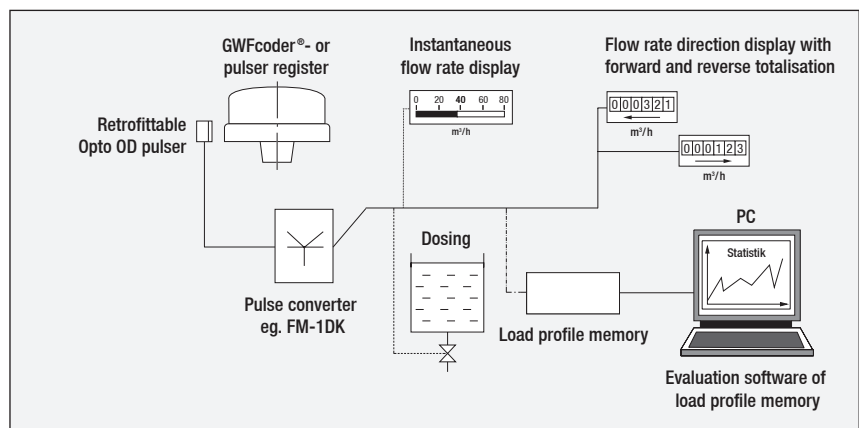 GWFcoder®- or
pulser register
Instantaneous
flow rate display
Flow rate direction display with
forward and reverse totalisation
Retrofittable
Opto OD pulser
0 20 40 60 80
m³/h
000321
m³/h
000123
m³/h
Pulse converter
eg. FM-1DK
Dosing
Load profile memory
PC
Statistik
Evaluation software of
load profile memory